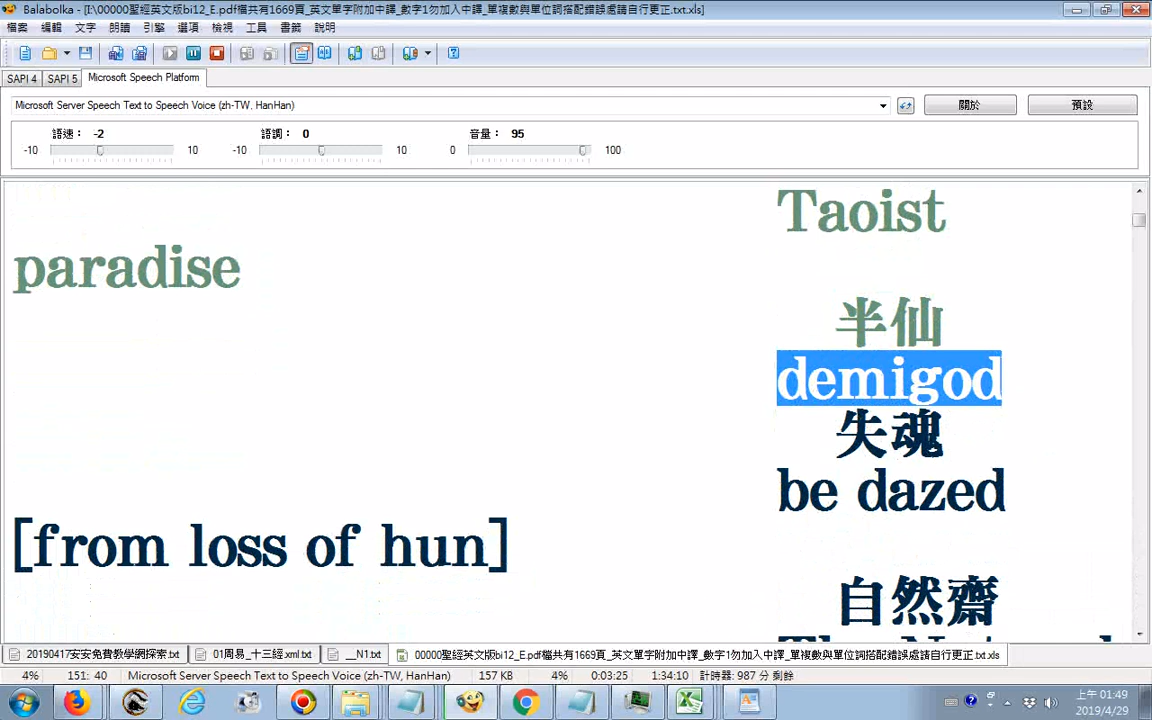 Balabolka - [I:\00000聖經英文版bi12_E.pdf檔共有1669頁_英文單字附加中譯_數字1勿加入中譯_單複數與單位詞搭配錯誤處請自行更正.txt.xls]
檔案 編輯 文字 朗讀 引擎 選項 檢視 工具 書籤 說明
SAPI 4 SAPI 5 Microsoft Speech Platform
Microsoft Server Speech Text to Speech Voice (zh-TW, HanHan) 關於 預設
語速： -2 語調： 0 音量： 95
-10 10 -10 10 0 100
Taoist
paradise
半仙
demigod
失魂
be dazed
[from loss of hun]
自然齋
20190417安安免費教學網探索.txt 01周易_十三經.xml.txt __N1.txt 00000聖經英文版bi12_E.pdf檔共有1669頁_英文單字附加中譯_數字1勿加入中譯_單複數與單位詞搭配錯誤處請自行更正.txt.xls
4% 151: 40 Microsoft Server Speech Text to Speech Voice (zh-TW, HanHan) 157 KB 4% 0:03:25 1:34:10 計時器: 987 分 剩餘
上午 01:49
2019/4/29